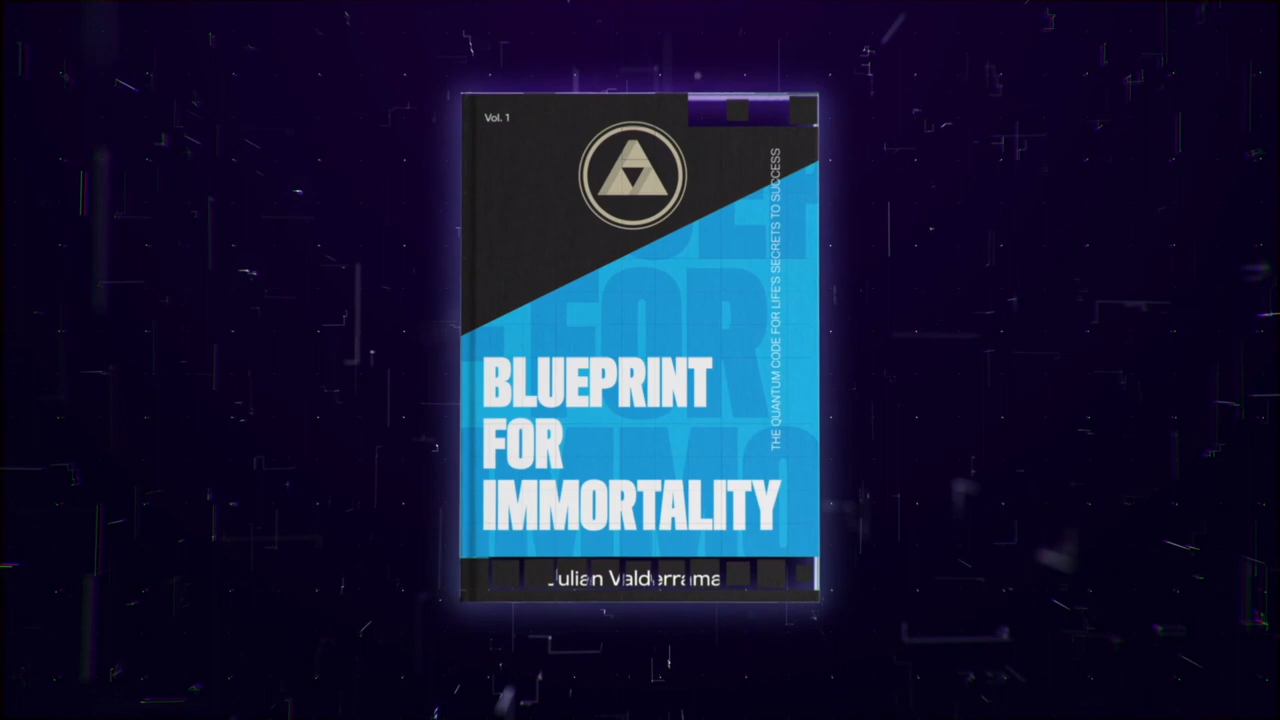 Vol. 1
THE QUANTUM CODE FOR LIFE'S SECRETS TO SUCCESS
BLUEPRINT
FOR
IMMORTALITY
Julian Valderrama